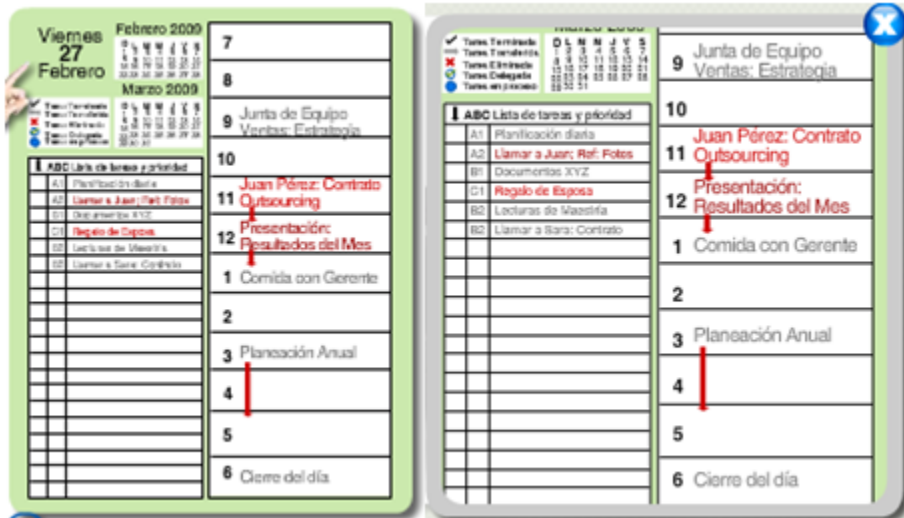 Viernes
27
Febrero
Febrero 2009
Marzo 2009
ABC Lista de tareas y prioridad
A1 Planificación diaria
A2 Llamar a Juan; Ref: Fotos
B1 Documentos XYZ
C1 Regalo de Esposa
B2 Lecturas de Maestría
B2 Llamar a Sara: Contrato
7
8
9 Junta de Equipo
Ventas: Estrategia
10
11 Juan Pérez: Contrato
Outsourcing
12 Presentación:
Resultados del Mes
1 Comida con Gerente
2
3 Planeación Anual
4
5
6 Cierre del día
Tarea Terminada
Tarea Transferida
Tarea Eliminada
Tarea Delegada
Tarea en proceso
D L M M J V S
ABC Lista de tareas y prioridad
A1 Planificación diaria
A2 Llamar a Juan; Ref: Fotos
B1 Documentos XYZ
C1 Regalo de Esposa
B2 Lecturas de Maestría
B2 Llamar a Sara: Contrato
9 Junta de Equipo
Ventas: Estrategia
10
11 Juan Pérez: Contrato
Outsourcing
12 Presentación:
Resultados del Mes
1 Comida con Gerente
2
3 Planeación Anual
4
5
6 Cierre del día